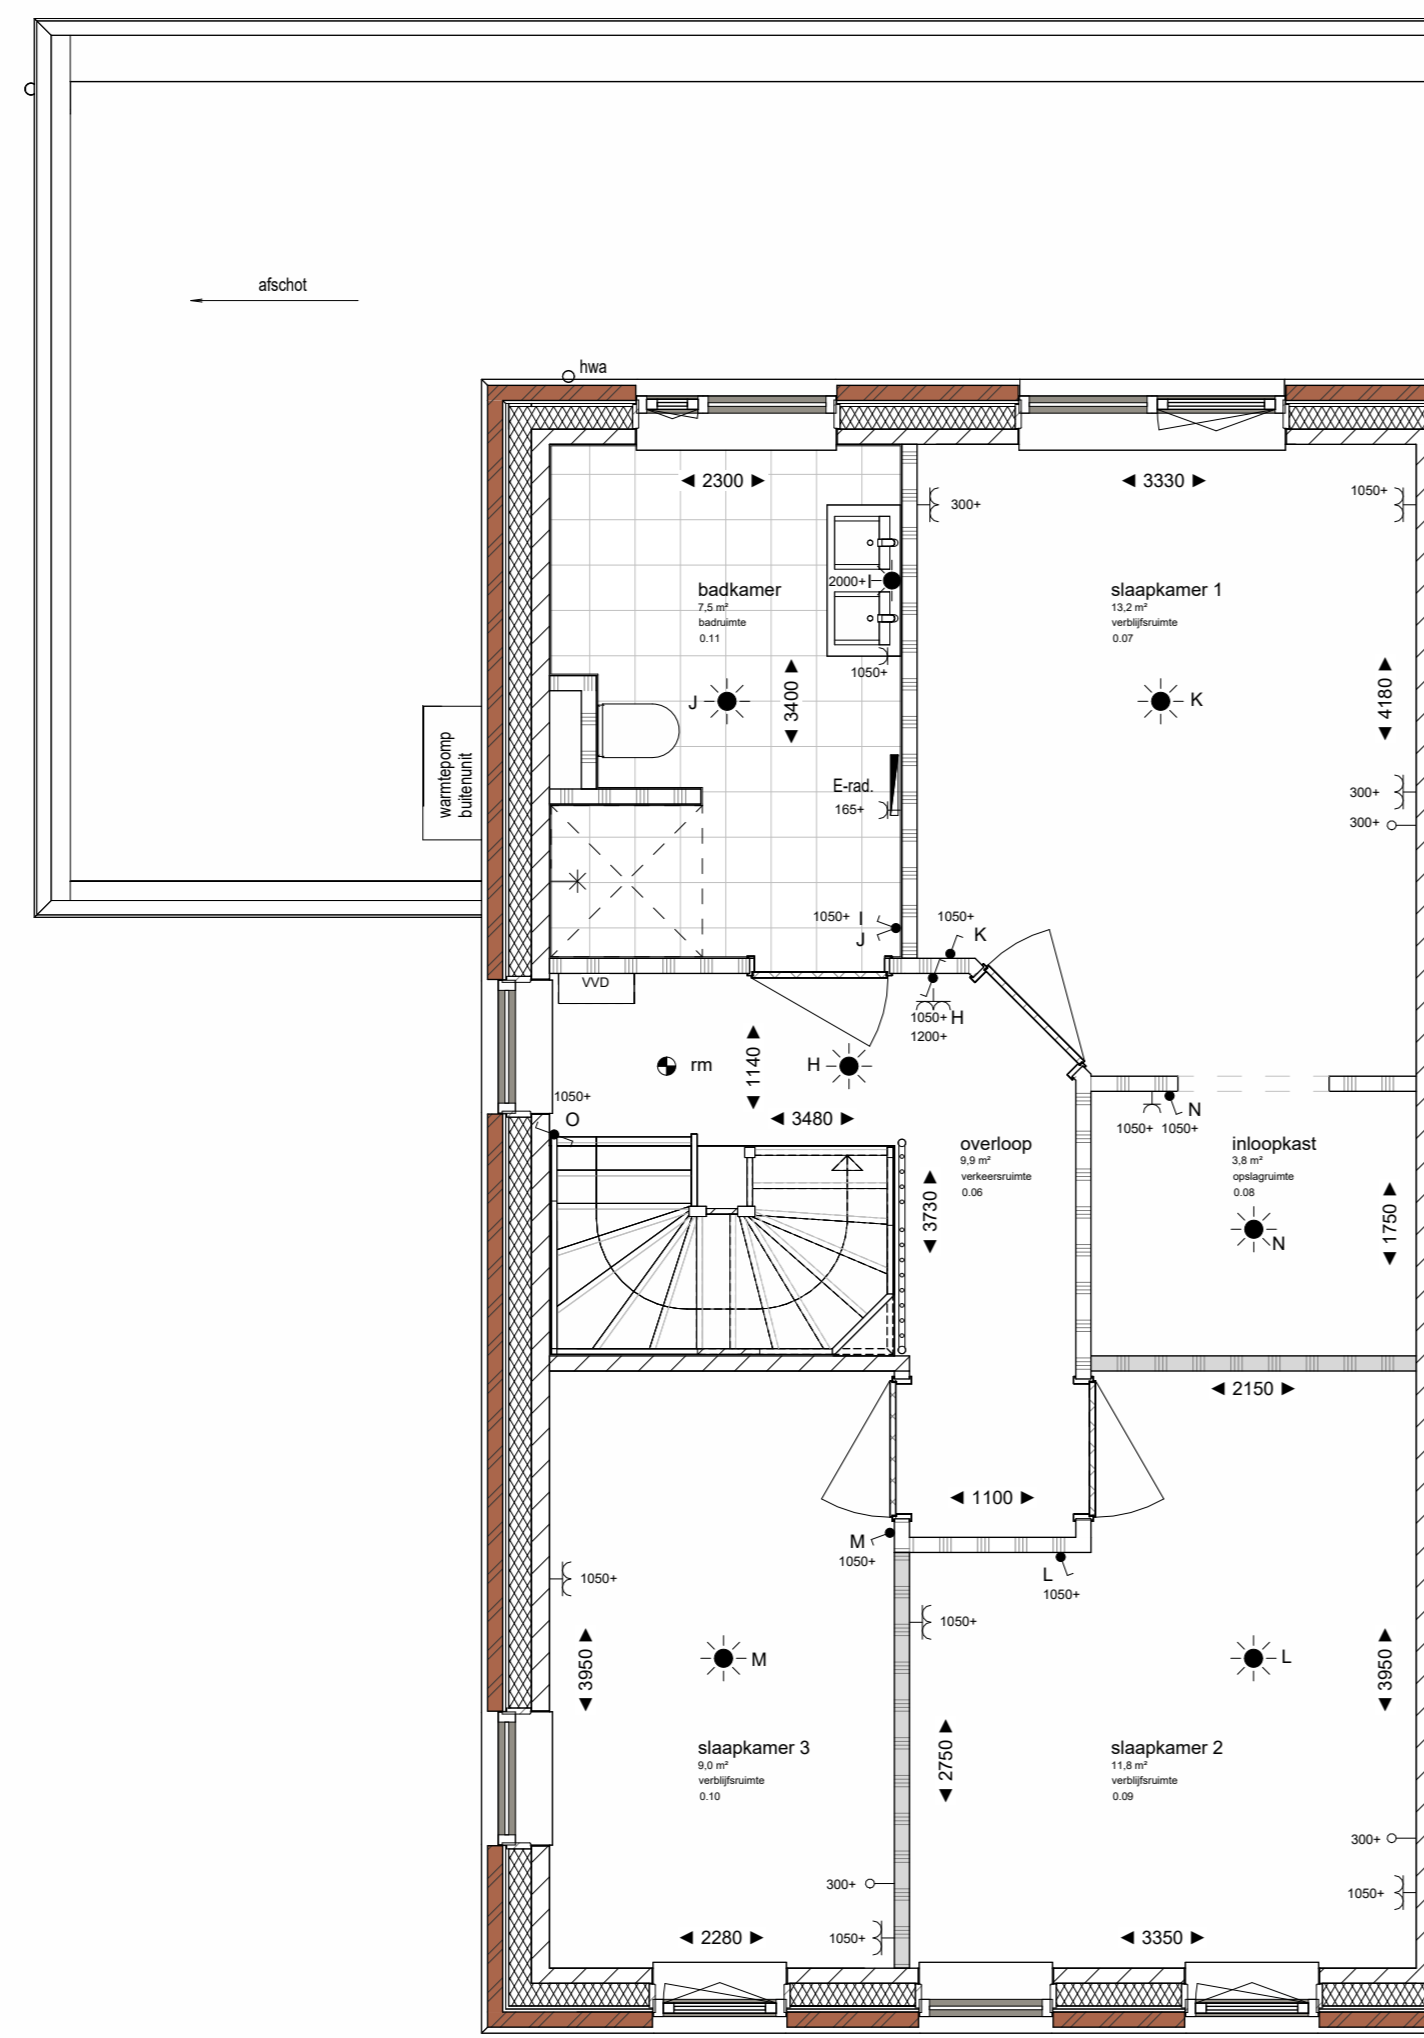 afschot
hwa
◄ 2300 ►
◄ 3330 ►
300+
1050+
2000+ I
badkamer
7,5 m²
badruimte
0.11
slaapkamer 1
13,2 m²
verblijfsruimte
0.07
1050+
J
◄ 3400 ►
K
◄ 4180 ►
warmtepomp
buitenunit
E-rad.
165+
300+
300+
1050+ I
J
1050+
K
VVD
1050+ H
1200+
rm
◄ 1140 ►
H
1050+
O
◄ 3480 ►
N
1050+ 1050+
overloop
9,9 m²
verkeersruimte
0.06
inloopkast
3,8 m²
opslagruimte
0.08
◄ 3730 ►
◄ 1750 ►
N
◄ 2150 ►
◄ 1100 ►
M
1050+
L
1050+
1050+
1050+
◄ 3950 ►
M
L
◄ 3950 ►
slaapkamer 3
9,0 m²
verblijfsruimte
0.10
◄ 2750 ►
slaapkamer 2
11,8 m²
verblijfsruimte
0.09
300+
300+
1050+
1050+
◄ 2280 ►
◄ 3350 ►